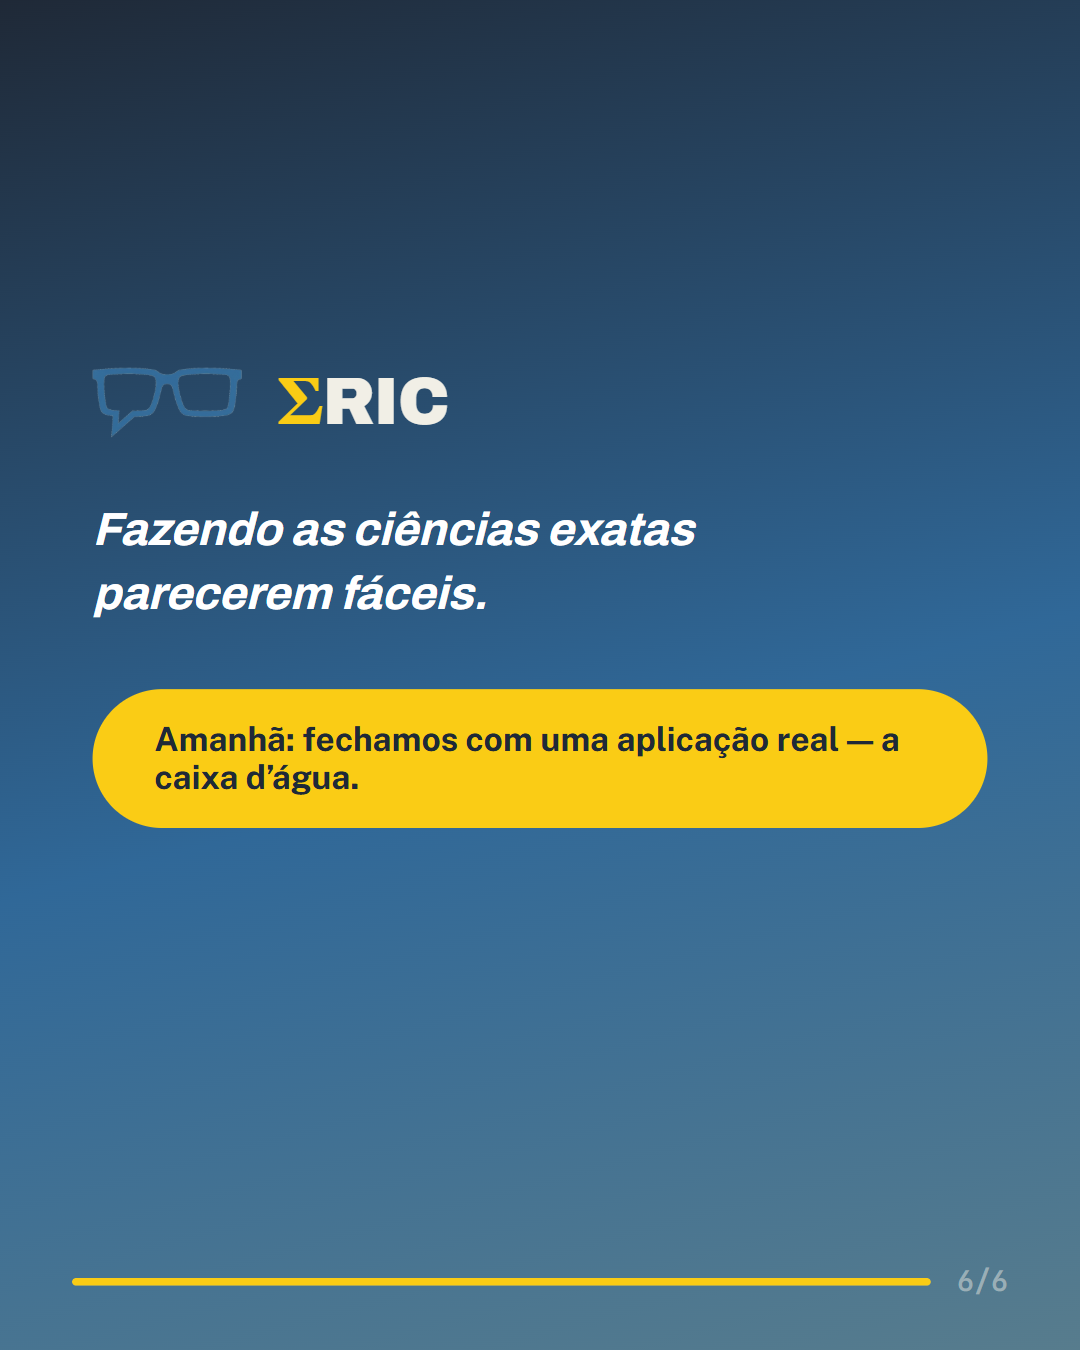 ΣRIC
Fazendo as ciências exatas
parecerem fáceis.
Amanhã: fechamos com uma aplicação real — a
caixa d’água.
6/6